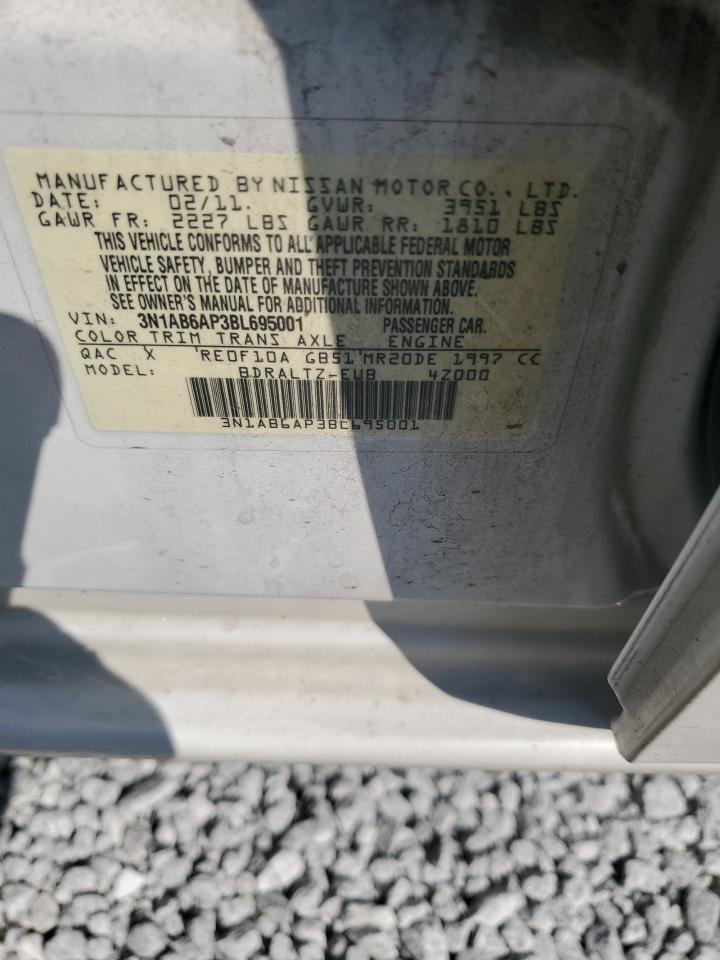 MANUFACTURED BY NISSAN MOTOR CO., LTD.
DATE: 02/11. GVWR: 3951 LBS
GAWR FR: 2227 LBS GAWR RR: 1810 LBS
THIS VEHICLE CONFORMS TO ALL APPLICABLE FEDERAL MOTOR
VEHICLE SAFETY, BUMPER AND THEFT PREVENTION STANDARDS
IN EFFECT ON THE DATE OF MANUFACTURE SHOWN ABOVE.
SEE OWNER'S MANUAL FOR ADDITIONAL INFORMATION.
VIN: 3N1AB6AP3BL695001 PASSENGER CAR.
COLOR TRIM TRANS AXLE ENGINE
QAC X RE0F10A GB51 MR20DE 1997 CC
MODEL: BDRALTZ-EUB 4Z000
3N1AB6AP3BL695001